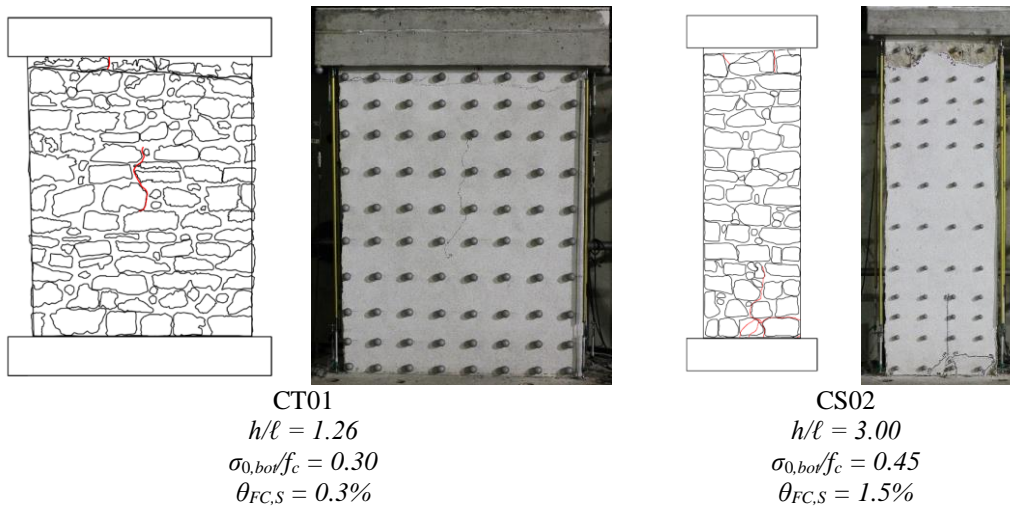 CT01
h/ℓ = 1.26
σ0,bot/fc = 0.30
θFC,S = 0.3%
CS02
h/ℓ = 3.00
σ0,bot/fc = 0.45
θFC,S = 1.5%